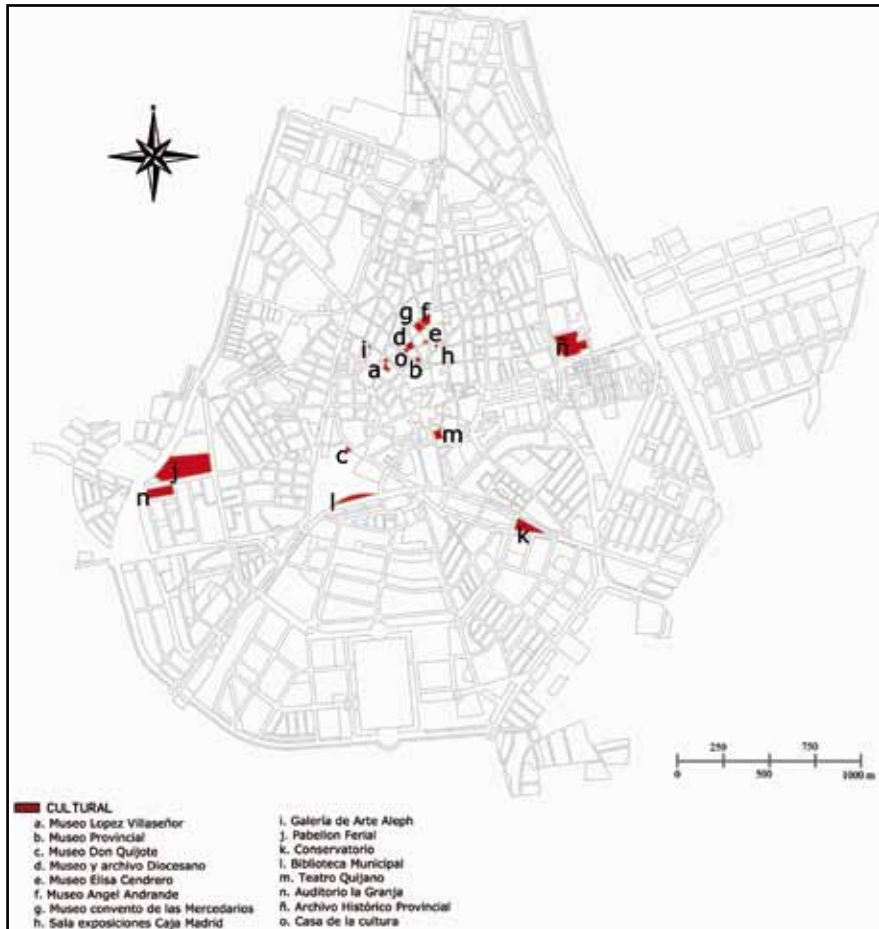 g f
d e
i o h
a b
ñ
m
c
j
n
l
k
250 750
0 500 1000 m
CULTURAL
a. Museo Lopez Villaseñor
b. Museo Provincial
c. Museo Don Quijote
d. Museo y archivo Diocesano
e. Museo Elisa Cendrero
f. Museo Angel Andrande
g. Museo convento de las Mercedarios
h. Sala exposiciones Caja Madrid
i. Galería de Arte Aleph
j. Pabellon Ferial
k. Conservatorio
l. Biblioteca Municipal
m. Teatro Quijano
n. Auditorio la Granja
ñ. Archivo Histórico Provincial
o. Casa de la cultura